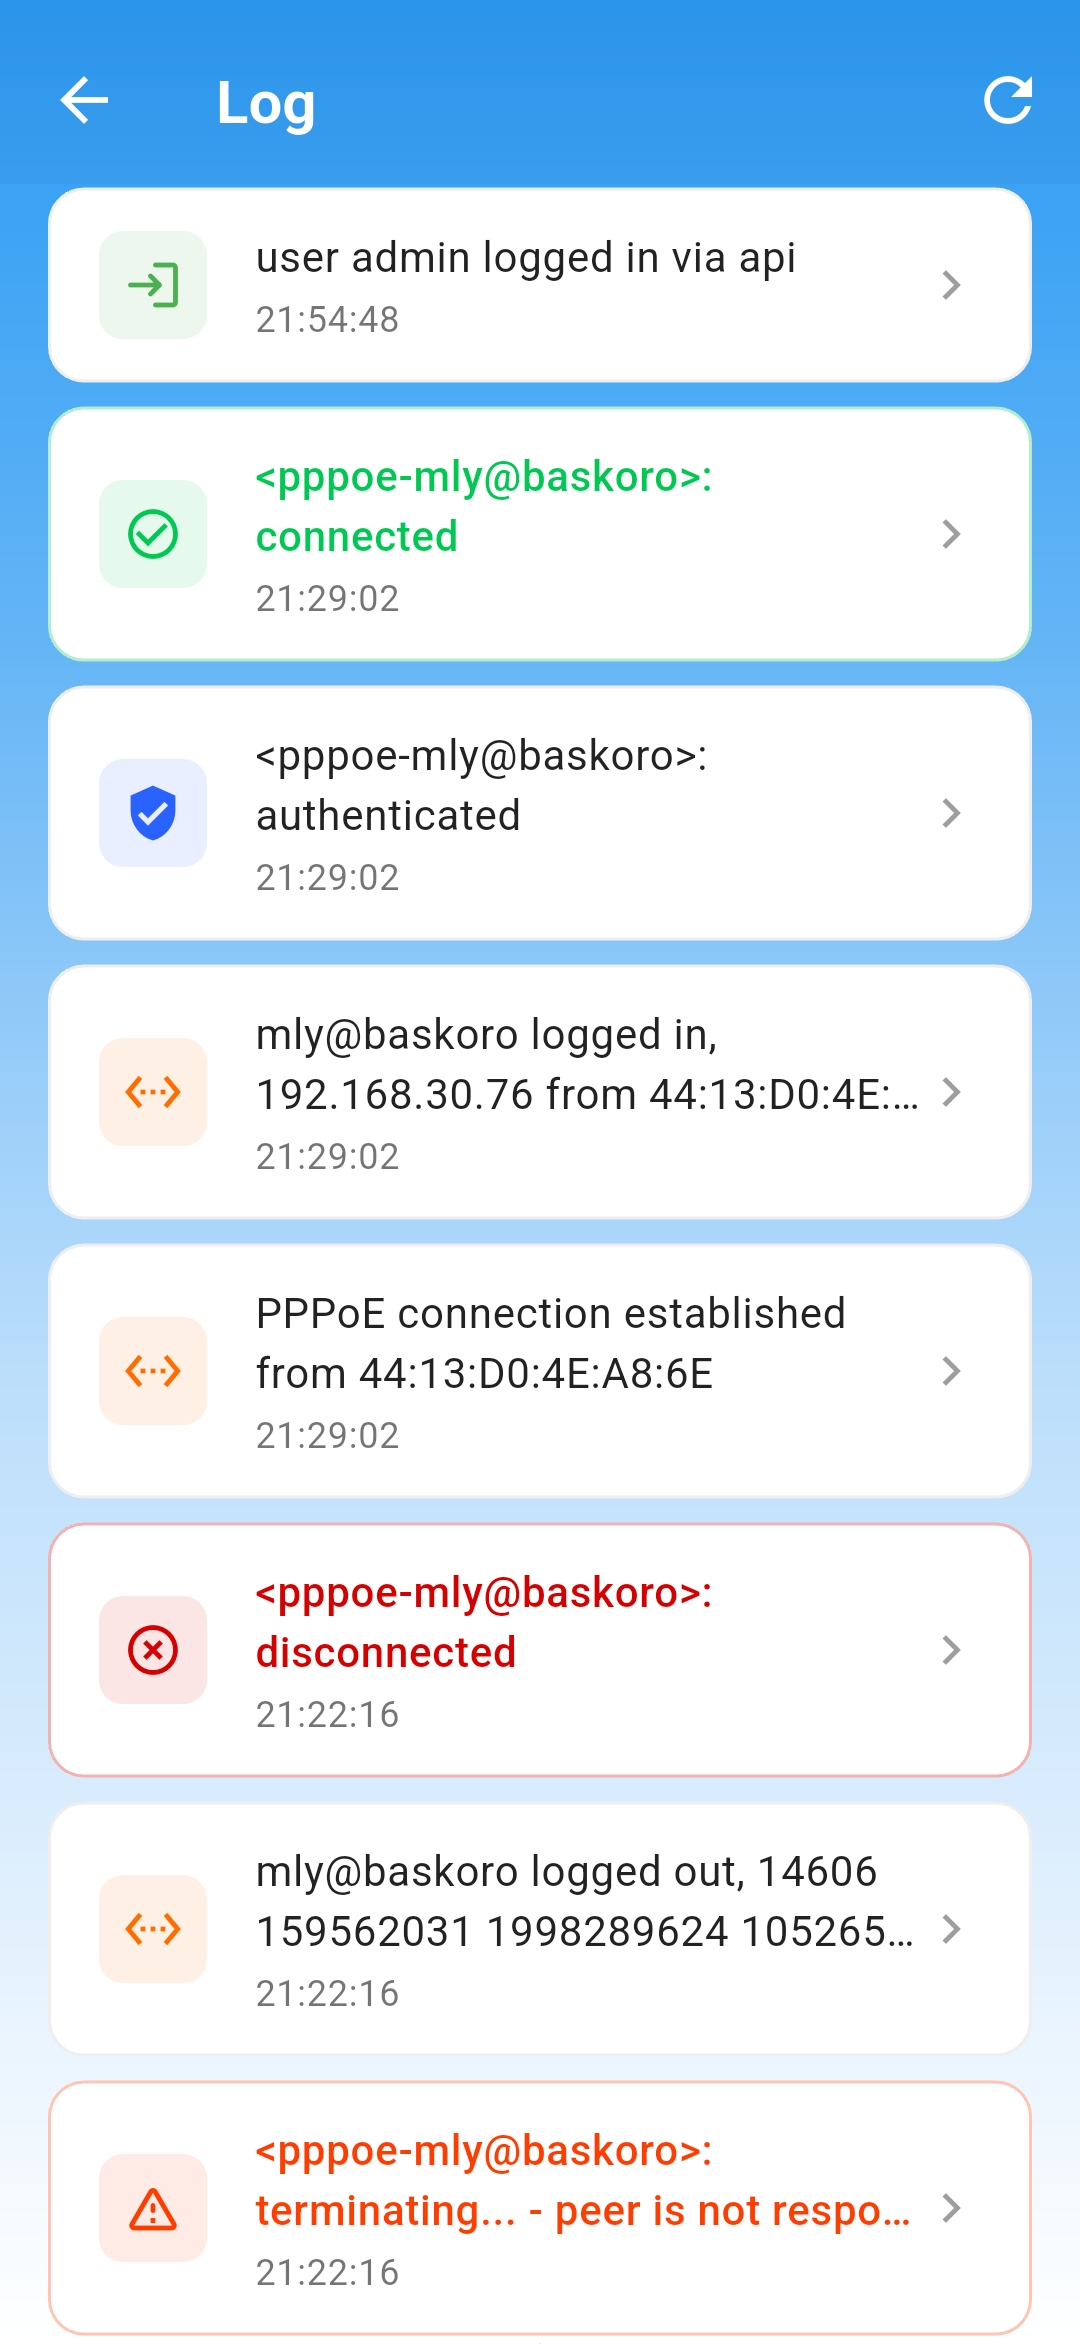 Log
user admin logged in via api
21:54:48
<pppoe-mly@baskoro>:
connected
21:29:02
<pppoe-mly@baskoro>:
authenticated
21:29:02
mly@baskoro logged in,
192.168.30.76 from 44:13:D0:4E:...
21:29:02
PPPoE connection established
from 44:13:D0:4E:A8:6E
21:29:02
<pppoe-mly@baskoro>:
disconnected
21:22:16
mly@baskoro logged out, 14606
159562031 1998289624 105265...
21:22:16
<pppoe-mly@baskoro>:
terminating... - peer is not respo...
21:22:16